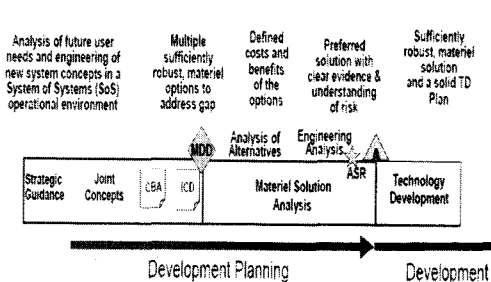 Analysis of future user
needs and engineering of
new system concepts in a
System of Systems (SoS)
operational environment
Multiple
sufficiently
robust, materiel
options to
address gap
Defined
costs and
benefits
of the
options
Preferred
solution with
clear evidence &
understanding
of risk
Sufficiently
robust, materiel
solution
and a solid TD
Plan
MDD
Analysis of
Alternatives
Engineering
Analysis
A
ASR
Strategic
Guidance
Joint
Concepts
CBA
ICD
Materiel Solution
Analysis
Technology
Development
Development Planning
Development